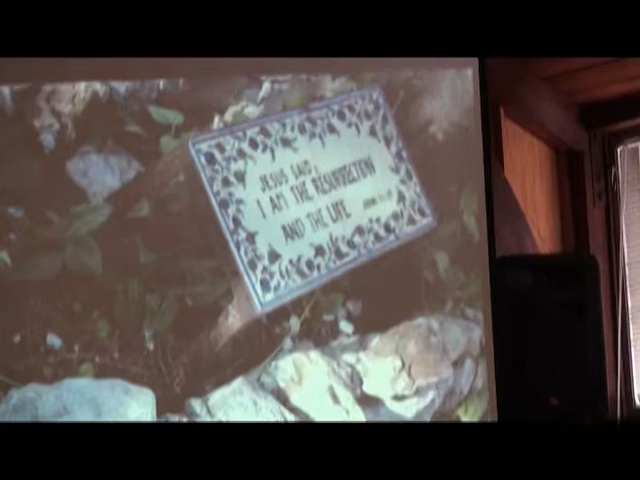 JESUS SAID,
I AM THE RESURRECTION
AND THE LIFE